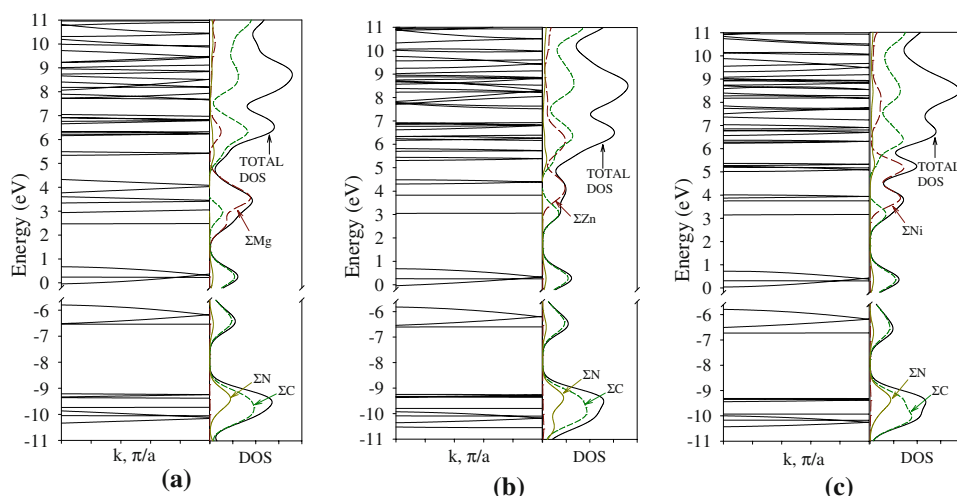 11
10
9
8
7
6
5
4
3
2
1
0
-6
-7
-8
-9
-10
-11
Energy (eV)
TOTAL
DOS
ΣMg
ΣN
ΣC
k, π/a
DOS
(a)
11
10
9
8
7
6
5
4
3
2
1
0
-6
-7
-8
-9
-10
-11
Energy (eV)
TOTAL
DOS
ΣZn
ΣN
ΣC
k, π/a
DOS
(b)
11
10
9
8
7
6
5
4
3
2
1
0
-6
-7
-8
-9
-10
-11
Energy (eV)
TOTAL
DOS
ΣNi
ΣN
ΣC
k, π/a
DOS
(c)